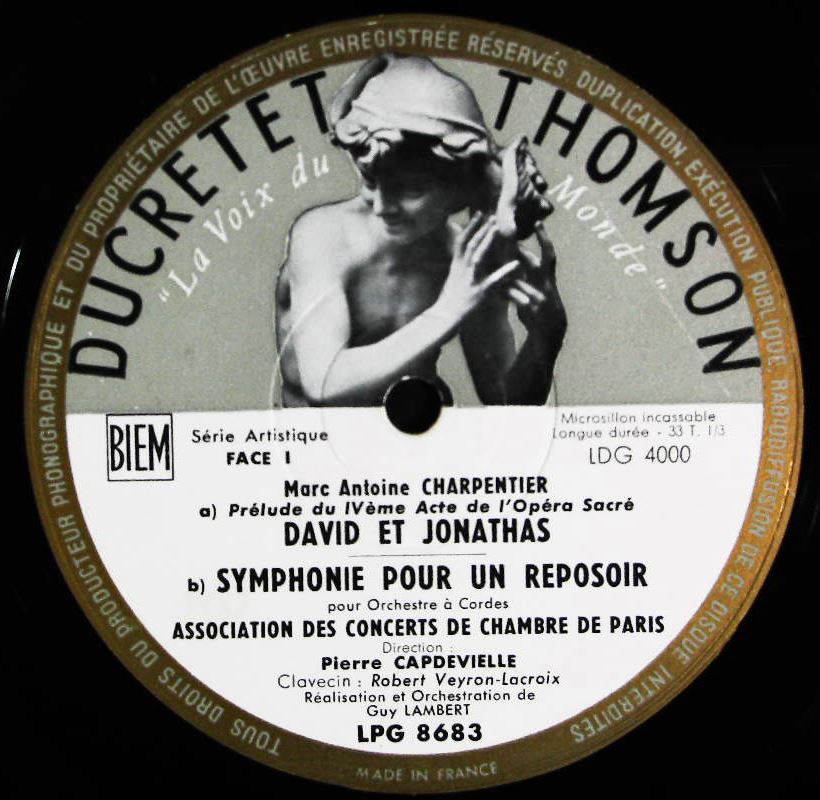 TOUS DROITS DU PRODUCTEUR PHONOGRAPHIQUE ET DU PROPRIÉTAIRE DE L'ŒUVRE ENREGISTRÉE RÉSERVÉS. DUPLICATION, EXÉCUTION PUBLIQUE, RADIODIFFUSION DE CE DISQUE INTERDITES
DUCRETET THOMSON
"La Voix du Monde"
BIEM
Série Artistique
FACE I
Microsillon incassable
Longue durée - 33 T. 1/3
LDG 4000
Marc Antoine CHARPENTIER
a) Prélude du IVème Acte de l'Opéra Sacré
DAVID ET JONATHAS
b) SYMPHONIE POUR UN REPOSOIR
pour Orchestre à Cordes
ASSOCIATION DES CONCERTS DE CHAMBRE DE PARIS
Direction :
Pierre CAPDEVIELLE
Clavecin : Robert Veyron-Lacroix
Réalisation et Orchestration de
Guy LAMBERT
LPG 8683
MADE IN FRANCE